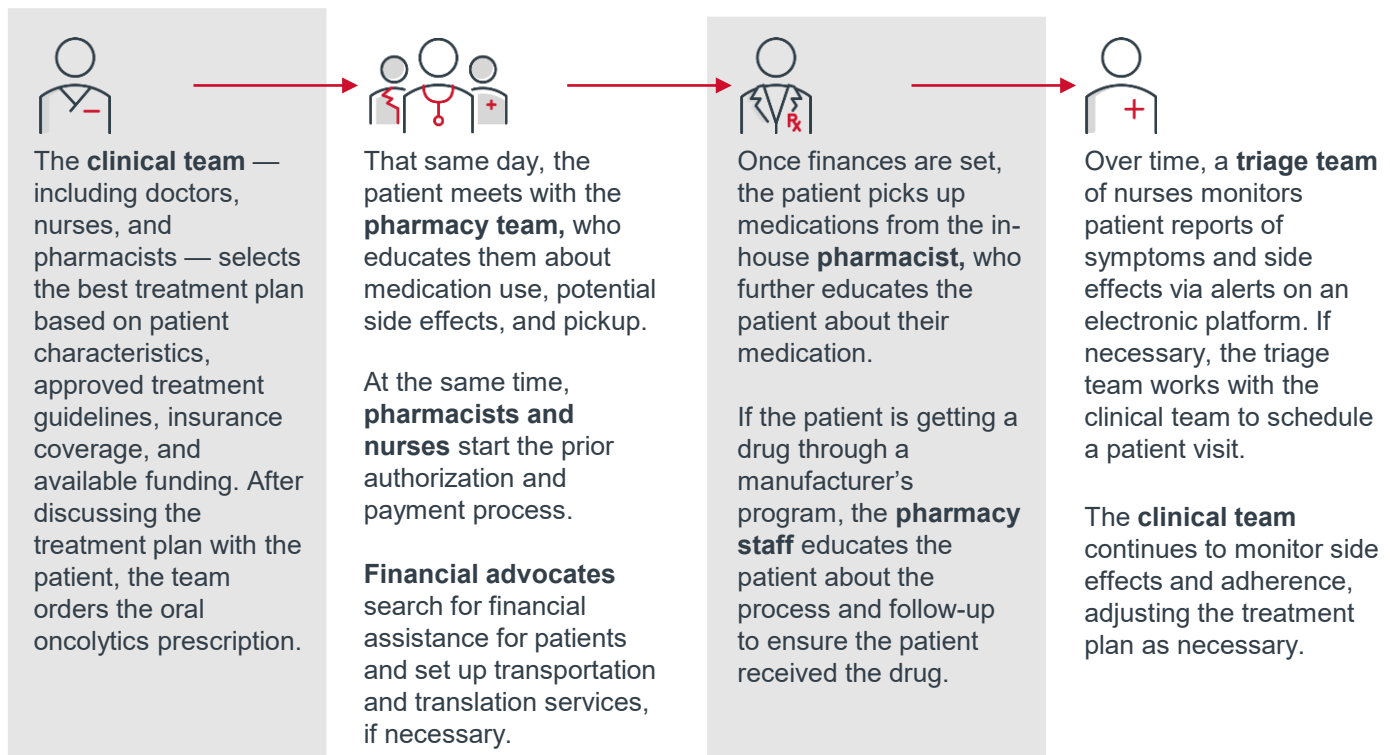 The clinical team —
including doctors,
nurses, and
pharmacists — selects
the best treatment plan
based on patient
characteristics,
approved treatment
guidelines, insurance
coverage, and
available funding. After
discussing the
treatment plan with the
patient, the team
orders the oral
oncolytics prescription.
That same day, the
patient meets with the
pharmacy team, who
educates them about
medication use, potential
side effects, and pickup.
At the same time,
pharmacists and
nurses start the prior
authorization and
payment process.
Financial advocates
search for financial
assistance for patients
and set up transportation
and translation services,
if necessary.
Rx
Once finances are set,
the patient picks up
medications from the in-
house pharmacist, who
further educates the
patient about their
medication.
If the patient is getting a
drug through a
manufacturer’s
program, the pharmacy
staff educates the
patient about the
process and follow-up
to ensure the patient
received the drug.
Over time, a triage team
of nurses monitors
patient reports of
symptoms and side
effects via alerts on an
electronic platform. If
necessary, the triage
team works with the
clinical team to schedule
a patient visit.
The clinical team
continues to monitor side
effects and adherence,
adjusting the treatment
plan as necessary.